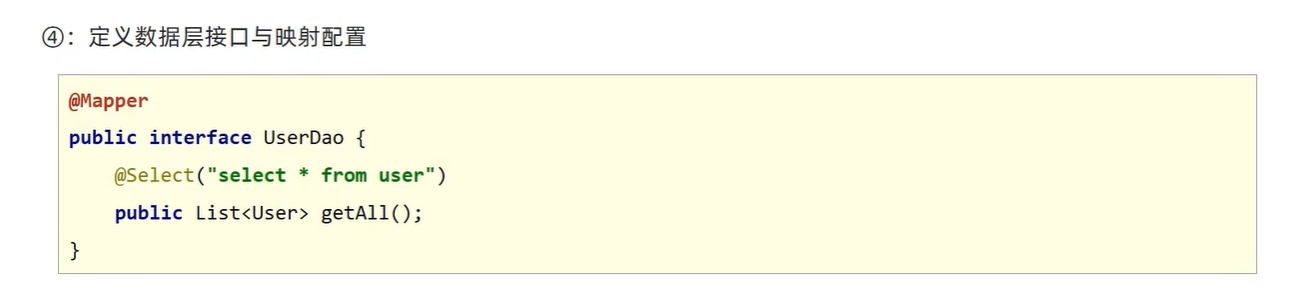 ④：定义数据层接口与映射配置
@Mapper
public interface UserDao {
    @Select("select * from user")
    public List<User> getAll();
}